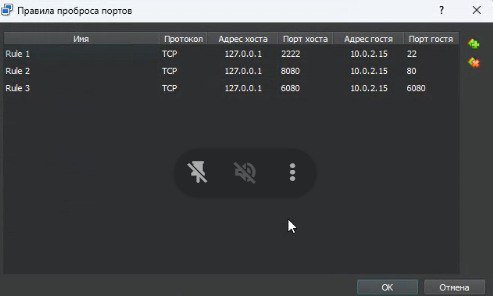 Правила проброса портов
Имя Протокол Адрес хоста Порт хоста Адрес гостя Порт гостя
Rule 1 TCP 127.0.0.1 2222 10.0.2.15 22
Rule 2 TCP 127.0.0.1 8080 10.0.2.15 80
Rule 3 TCP 127.0.0.1 6080 10.0.2.15 6080
OK Отмена